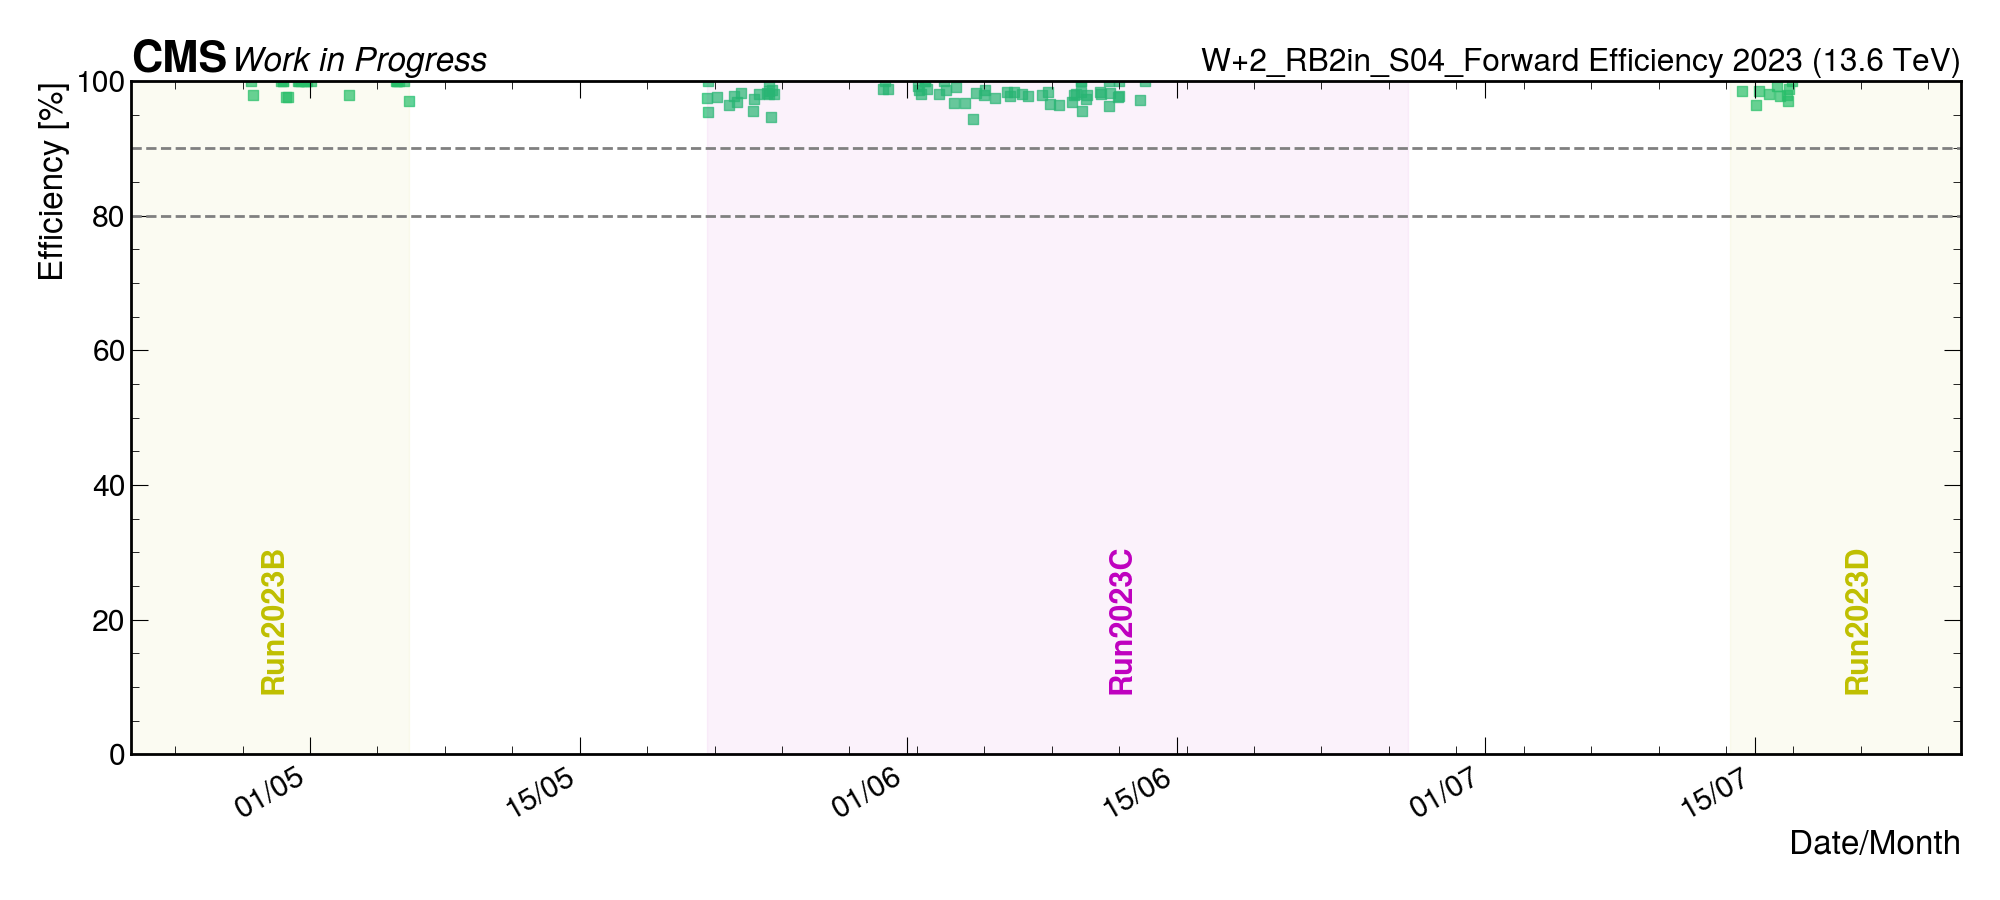 CMS Work in Progress
W+2_RB2in_S04_Forward Efficiency 2023 (13.6 TeV)
Efficiency [%]
100
80
60
40
20
0
Run2023B
Run2023C
Run2023D
01/05
15/05
01/06
15/06
01/07
15/07
Date/Month